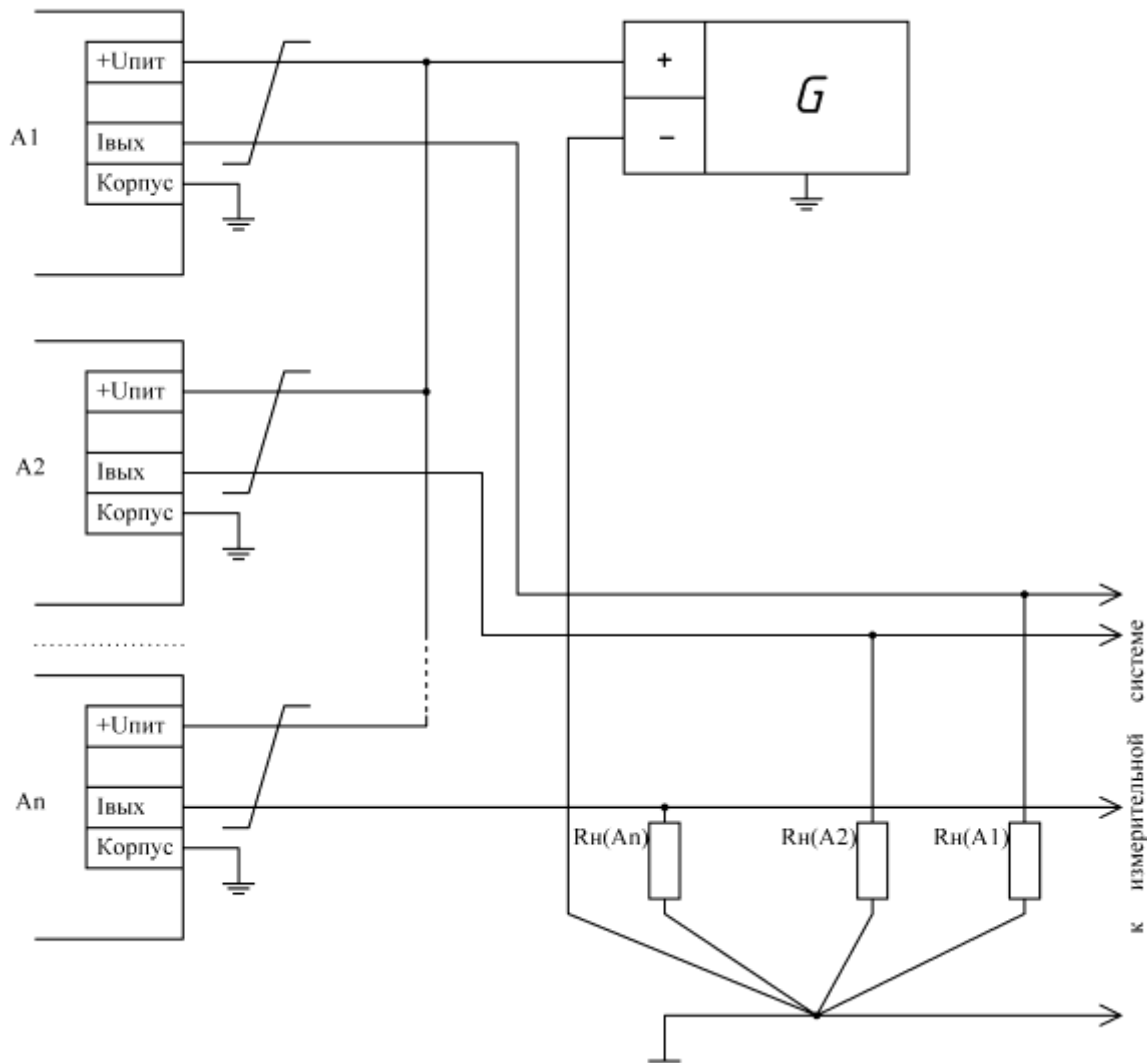 +Uпит
A1
Iвых
Корпус
+
−
G
+Uпит
A2
Iвых
Корпус
+Uпит
An
Iвых
Корпус
Rн(An)
Rн(A2)
Rн(A1)
к измерительной системе